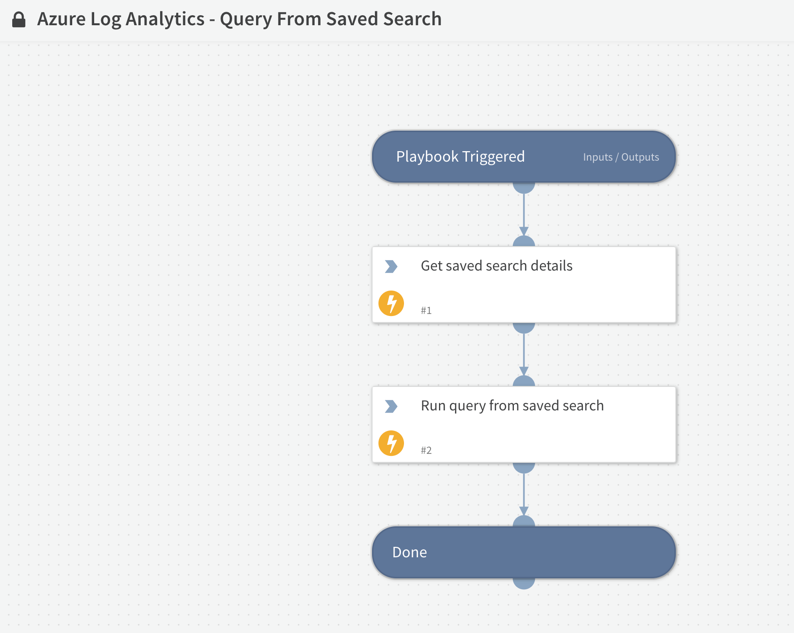 Azure Log Analytics - Query From Saved Search
Playbook Triggered Inputs / Outputs
Get saved search details
#1
Run query from saved search
#2
Done